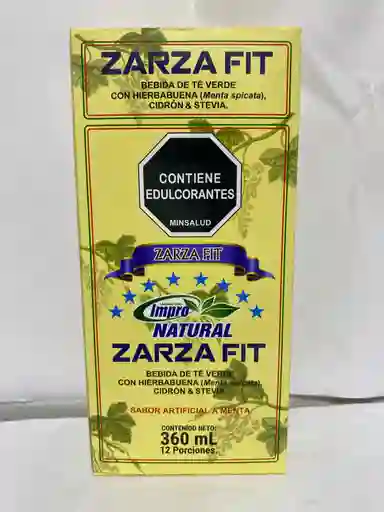 ZARZA FIT
BEBIDA DE TÉ VERDE
CON HIERBABUENA (Menta spicata),
CIDRÓN & STEVIA.
CONTIENE
EDULCORANTES
MINSALUD
ZARZA FIT
Impro
NATURAL
ZARZA FIT
BEBIDA DE TÉ VERDE
CON HIERBABUENA (Menta spicata),
CIDRÓN & STEVIA
SABOR ARTIFICIAL A MENTA
CONTENIDO NETO:
360 mL
12 Porciones.